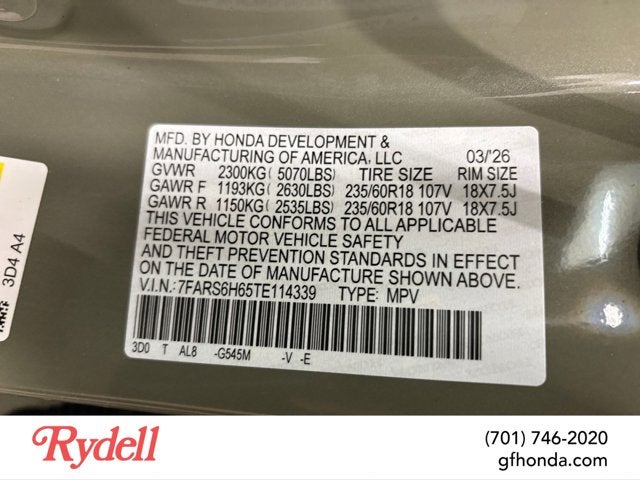 MFD. BY HONDA DEVELOPMENT &
MANUFACTURING OF AMERICA, LLC 03/'26
GVWR 2300KG( 5070LBS) TIRE SIZE RIM SIZE
GAWR F 1193KG( 2630LBS) 235/60R18 107V 18X7.5J
GAWR R 1150KG( 2535LBS) 235/60R18 107V 18X7.5J
THIS VEHICLE CONFORMS TO ALL APPLICABLE
FEDERAL MOTOR VEHICLE SAFETY
AND THEFT PREVENTION STANDARDS IN EFFECT
ON THE DATE OF MANUFACTURE SHOWN ABOVE.
V.I.N.:7FARS6H65TE114339 TYPE: MPV
3D0 T AL8 -G545M -V -E
3D4 A4
Rydell
(701) 746-2020
gfhonda.com